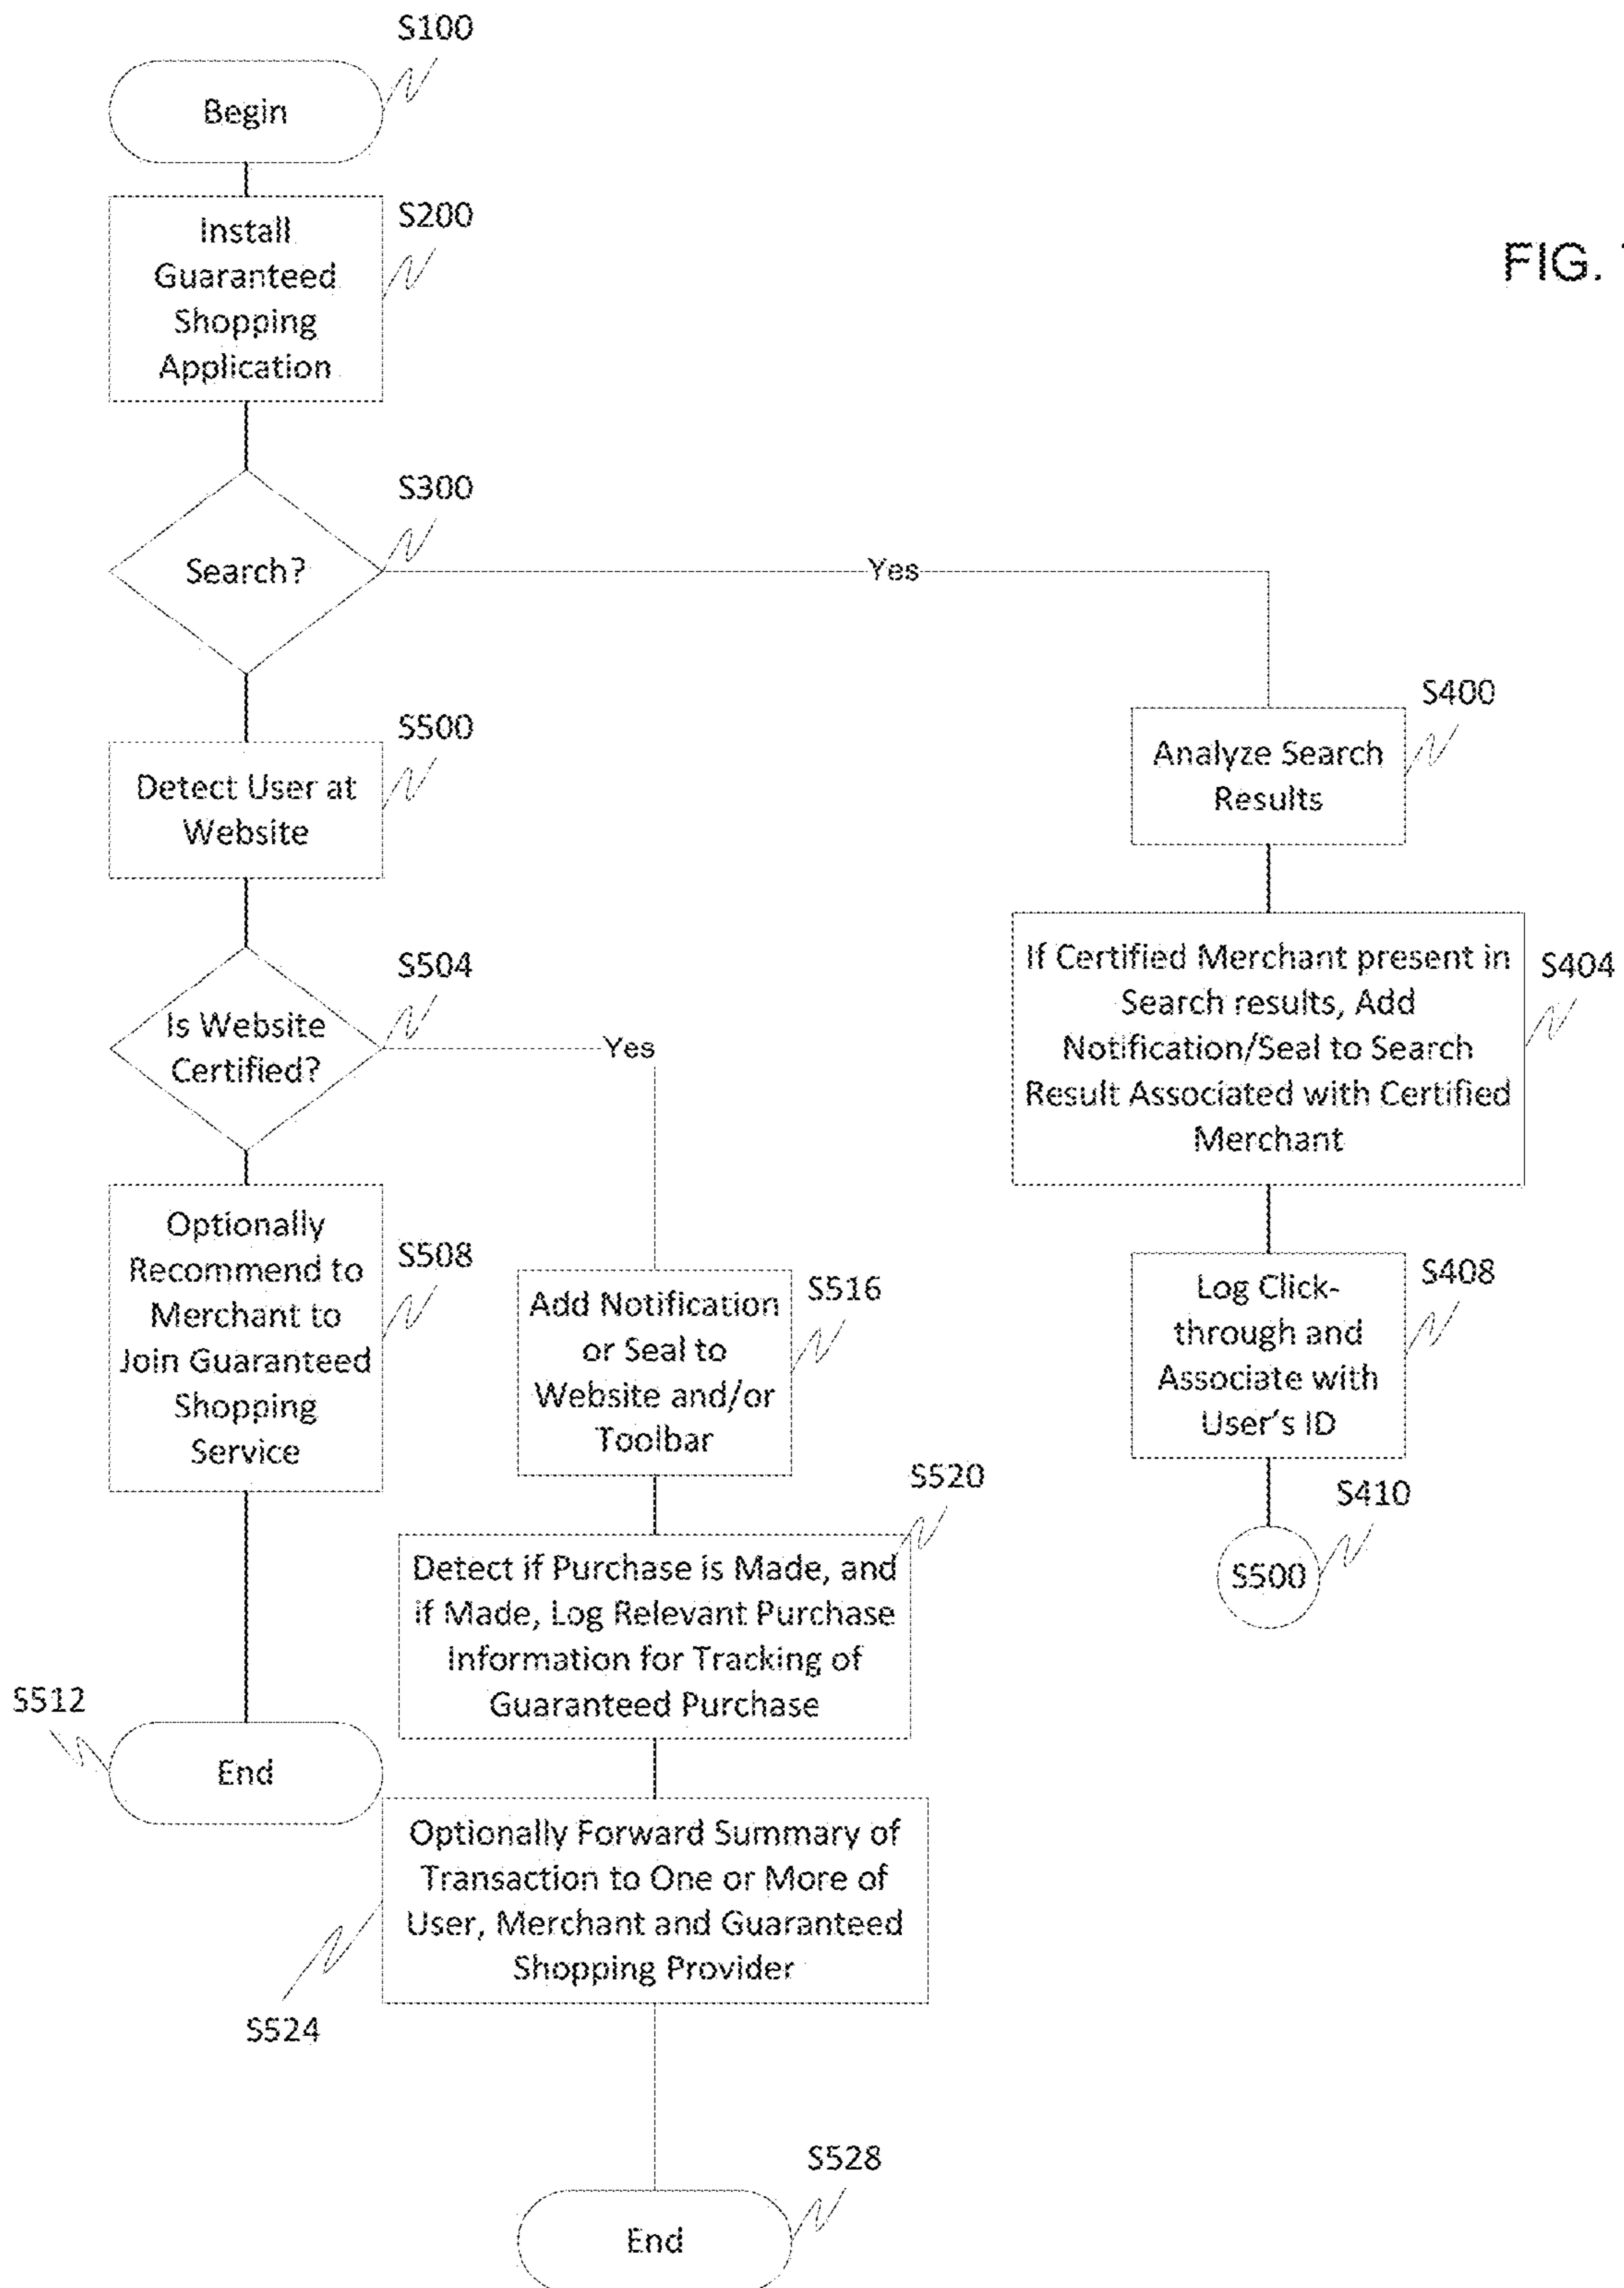 S100
Begin
S200
Install
Guaranteed
Shopping
Application
FIG.
S300
Search?
Yes
S500
Detect User at
Website
S504
Is Website
Certified?
Yes
S508
Optionally
Recommend to
Merchant to
Join Guaranteed
Shopping
Service
S512
End
S516
Add Notification
or Seal to
Website and/or
Toolbar
S520
Detect if Purchase is Made, and
if Made, Log Relevant Purchase
Information for Tracking of
Guaranteed Purchase
Optionally Forward Summary of
Transaction to One or More of
User, Merchant and Guaranteed
Shopping Provider
S524
S528
End
S400
Analyze Search
Results
S404
If Certified Merchant present in
Search results, Add
Notification/Seal to Search
Result Associated with Certified
Merchant
S408
Log Click-
through and
Associate with
User's ID
S410
S500